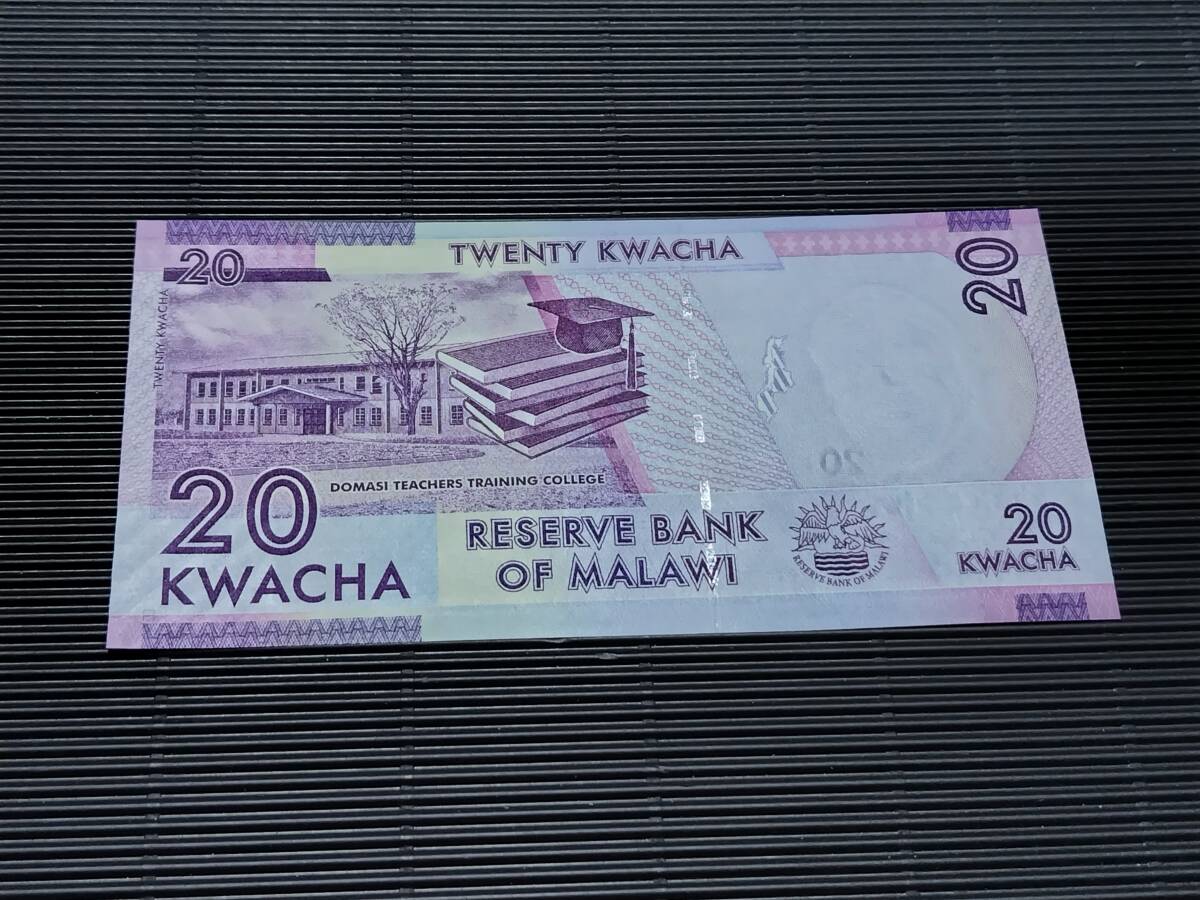 20
TWENTY KWACHA
20
TWENTY KWACHA
DOMASI TEACHERS TRAINING COLLEGE
20
KWACHA
RESERVE BANK
OF MALAWI
RESERVE BANK OF MALAWI
20
20
KWACHA